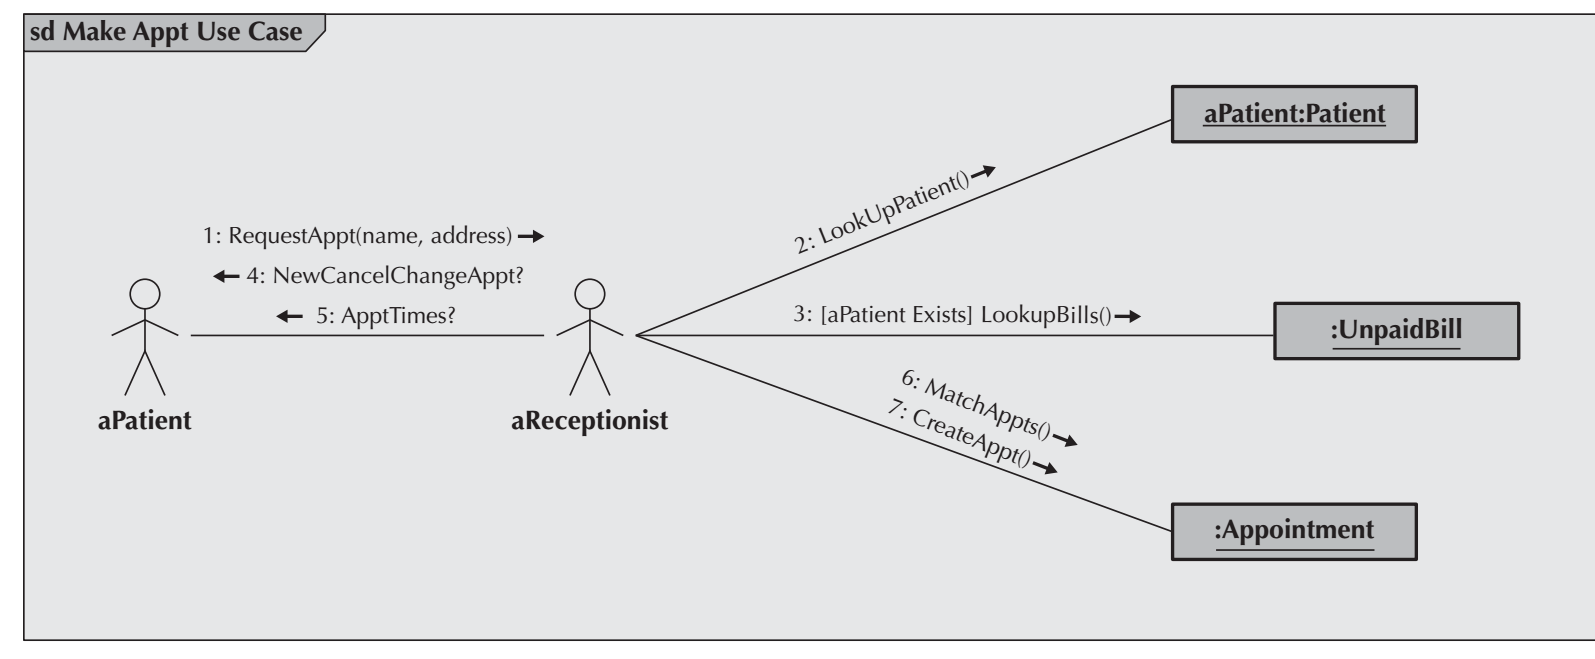 sd Make Appt Use Case
aPatient:Patient
2: LookUpPatient()
1: RequestAppt(name, address)
4: NewCancelChangeAppt?
5: ApptTimes?
3: [aPatient Exists] LookupBills()
:UnpaidBill
6: MatchAppts()
7: CreateAppt()
aPatient
aReceptionist
:Appointment